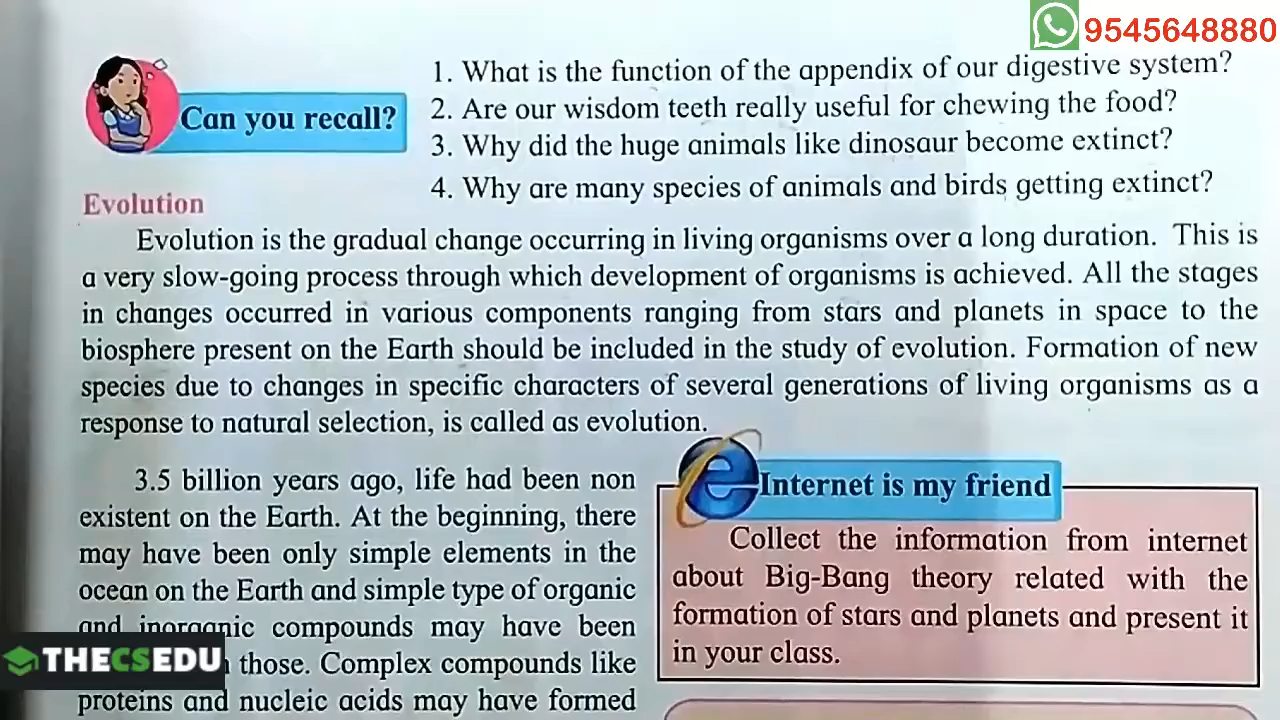 9545648880
Can you recall?
1. What is the function of the appendix of our digestive system?
2. Are our wisdom teeth really useful for chewing the food?
3. Why did the huge animals like dinosaur become extinct?
4. Why are many species of animals and birds getting extinct?
Evolution
Evolution is the gradual change occurring in living organisms over a long duration. This is
a very slow-going process through which development of organisms is achieved. All the stages
in changes occurred in various components ranging from stars and planets in space to the
biosphere present on the Earth should be included in the study of evolution. Formation of new
species due to changes in specific characters of several generations of living organisms as a
response to natural selection, is called as evolution.
3.5 billion years ago, life had been non
existent on the Earth. At the beginning, there
may have been only simple elements in the
ocean on the Earth and simple type of organic
and inorganic compounds may have been
those. Complex compounds like
proteins and nucleic acids may have formed
Internet is my friend
Collect the information from internet
about Big-Bang theory related with the
formation of stars and planets and present it
in your class.
THECSEDU